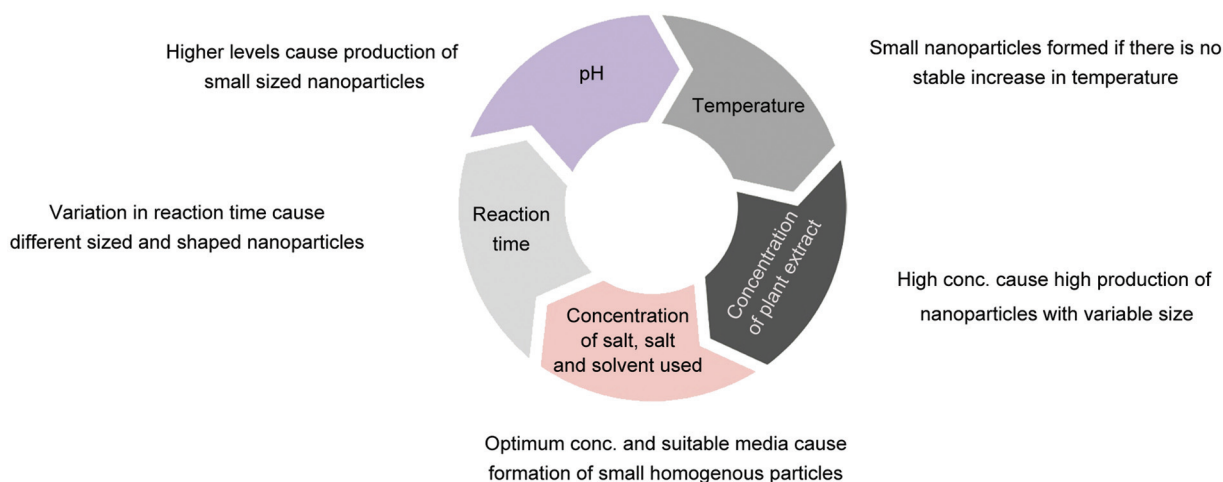 Higher levels cause production of
small sized nanoparticles
pH
Temperature
Small nanoparticles formed if there is no
stable increase in temperature
Variation in reaction time cause
different sized and shaped nanoparticles
Reaction
time
Concentration
of plant extract
High conc. cause high production of
nanoparticles with variable size
Concentration
of salt, salt
and solvent used
Optimum conc. and suitable media cause
formation of small homogenous particles